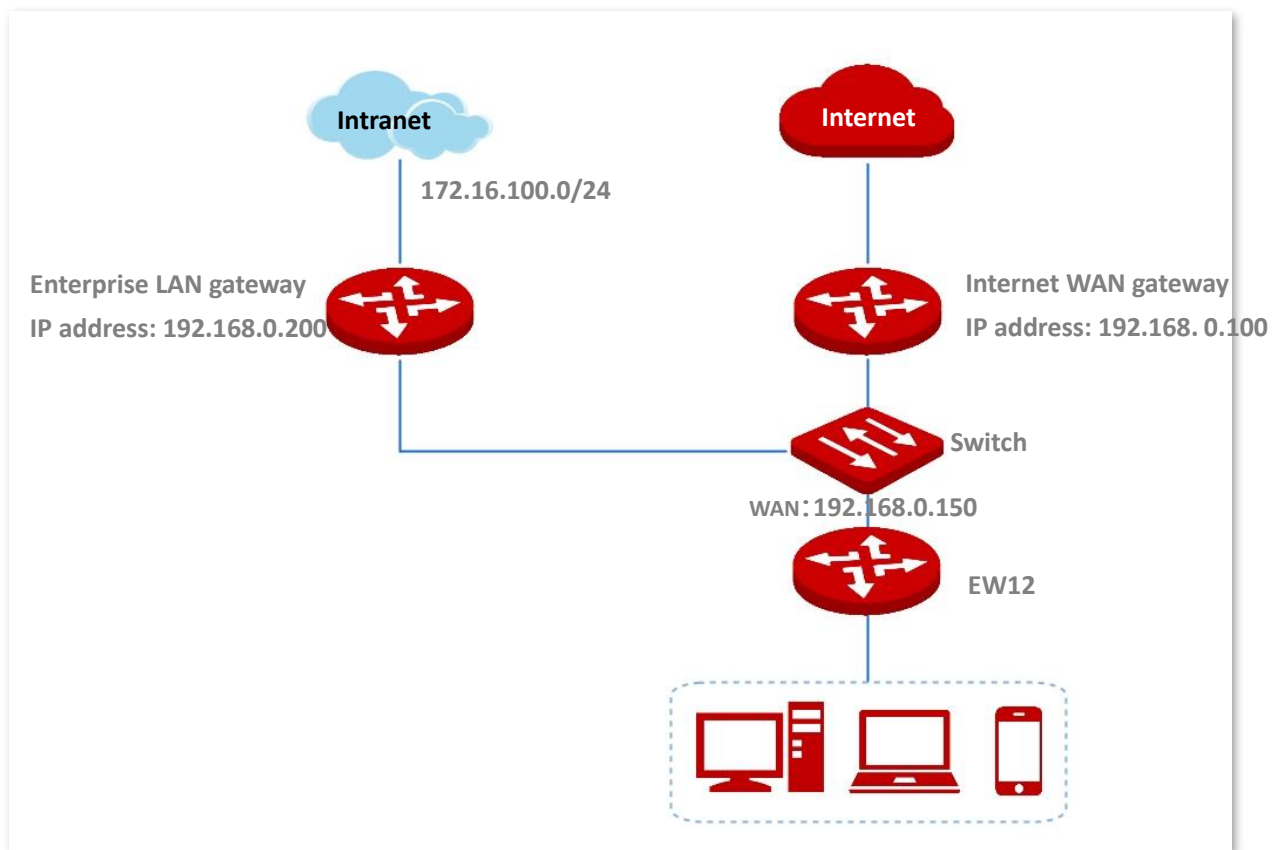 Intranet
Internet
172.16.100.0/24
Enterprise LAN gateway
IP address: 192.168.0.200
Internet WAN gateway
IP address: 192.168. 0.100
Switch
WAN：192.168.0.150
EW12